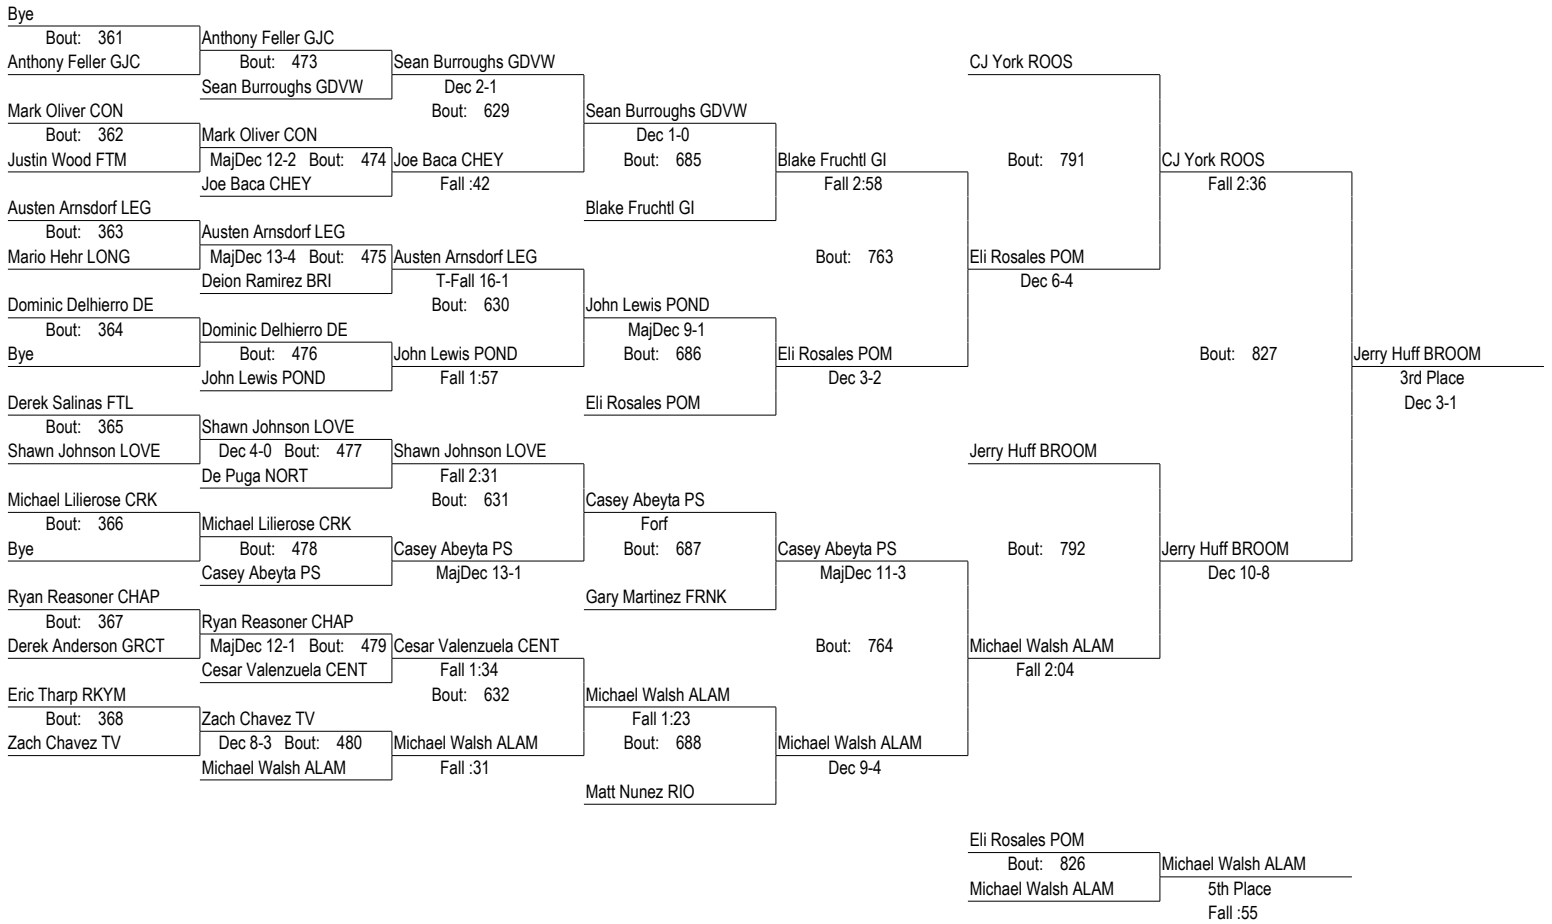 Bye
Bout: 361 Anthony Feller GJC
Anthony Feller GJC Bout: 473 Sean Burroughs GDVW CJ York ROOS
Sean Burroughs GDVW Dec 2-1
Mark Oliver CON Bout: 629 Sean Burroughs GDVW
Bout: 362 Mark Oliver CON Dec 1-0
Justin Wood FTM MajDec 12-2 Bout: 474 Joe Baca CHEY Bout: 685 Blake Fruchtl GI Bout: 791 CJ York ROOS
Joe Baca CHEY Fall :42 Fall 2:58 Fall 2:36
Austen Arnsdorf LEG Blake Fruchtl GI
Bout: 363 Austen Arnsdorf LEG
Mario Hehr LONG MajDec 13-4 Bout: 475 Austen Arnsdorf LEG Bout: 763 Eli Rosales POM
Deion Ramirez BRI T-Fall 16-1 Dec 6-4
Dominic Delhierro DE Bout: 630 John Lewis POND
Bout: 364 Dominic Delhierro DE MajDec 9-1
Bye Bout: 476 John Lewis POND Bout: 686 Eli Rosales POM Bout: 827 Jerry Huff BROOM
John Lewis POND Fall 1:57 Dec 3-2 3rd Place
Derek Salinas FTL Eli Rosales POM Dec 3-1
Bout: 365 Shawn Johnson LOVE
Shawn Johnson LOVE Dec 4-0 Bout: 477 Shawn Johnson LOVE Jerry Huff BROOM
De Puga NORT Fall 2:31
Michael Lilierose CRK Bout: 631 Casey Abeyta PS
Bout: 366 Michael Lilierose CRK Forf
Bye Bout: 478 Casey Abeyta PS Bout: 687 Casey Abeyta PS Bout: 792 Jerry Huff BROOM
Casey Abeyta PS MajDec 13-1 MajDec 11-3 Dec 10-8
Ryan Reasoner CHAP Gary Martinez FRNK
Bout: 367 Ryan Reasoner CHAP
Derek Anderson GRCT MajDec 12-1 Bout: 479 Cesar Valenzuela CENT Bout: 764 Michael Walsh ALAM
Cesar Valenzuela CENT Fall 1:34 Fall 2:04
Eric Tharp RKYM Bout: 632 Michael Walsh ALAM
Bout: 368 Zach Chavez TV Fall 1:23
Zach Chavez TV Dec 8-3 Bout: 480 Michael Walsh ALAM Bout: 688 Michael Walsh ALAM
Michael Walsh ALAM Fall :31 Dec 9-4
Matt Nunez RIO
Eli Rosales POM
Bout: 826 Michael Walsh ALAM
Michael Walsh ALAM 5th Place
Fall :55